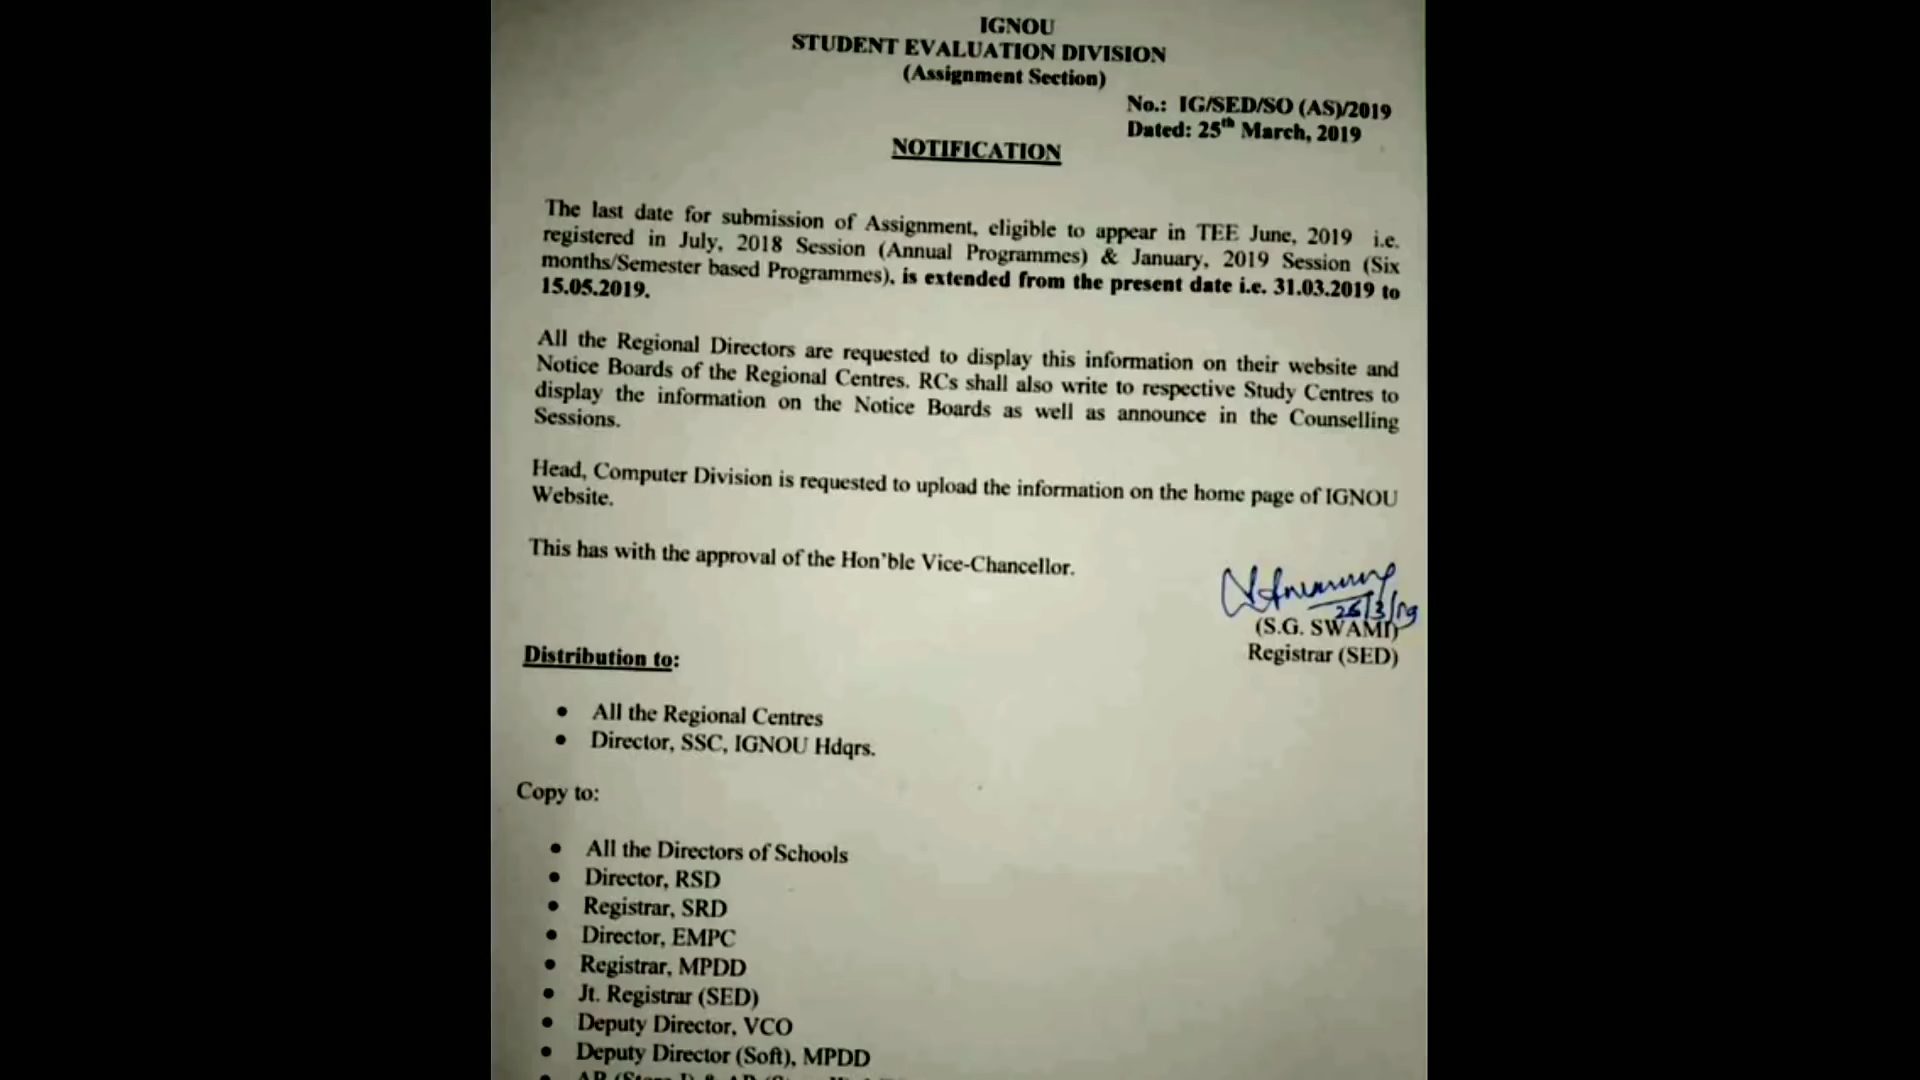 IGNOU
STUDENT EVALUATION DIVISION
(Assignment Section)
No.: IG/SED/SO (AS)/2019
Dated: 25th March, 2019
NOTIFICATION
The last date for submission of Assignment, eligible to appear in TEE June, 2019 i.e.
registered in July, 2018 Session (Annual Programmes) & January, 2019 Session (Six
months/Semester based Programmes), is extended from the present date i.e. 31.03.2019 to
15.05.2019.
All the Regional Directors are requested to display this information on their website and
Notice Boards of the Regional Centres. RCs shall also write to respective Study Centres to
display the information on the Notice Boards as well as announce in the Counselling
Sessions.
Head, Computer Division is requested to upload the information on the home page of IGNOU
Website.
This has with the approval of the Hon'ble Vice-Chancellor.
26/3/19
(S.G. SWAMI)
Registrar (SED)
Distribution to:
• All the Regional Centres
• Director, SSC, IGNOU Hdqrs.
Copy to:
• All the Directors of Schools
• Director, RSD
• Registrar, SRD
• Director, EMPC
• Registrar, MPDD
• Jt. Registrar (SED)
• Deputy Director, VCO
• Deputy Director (Soft), MPDD